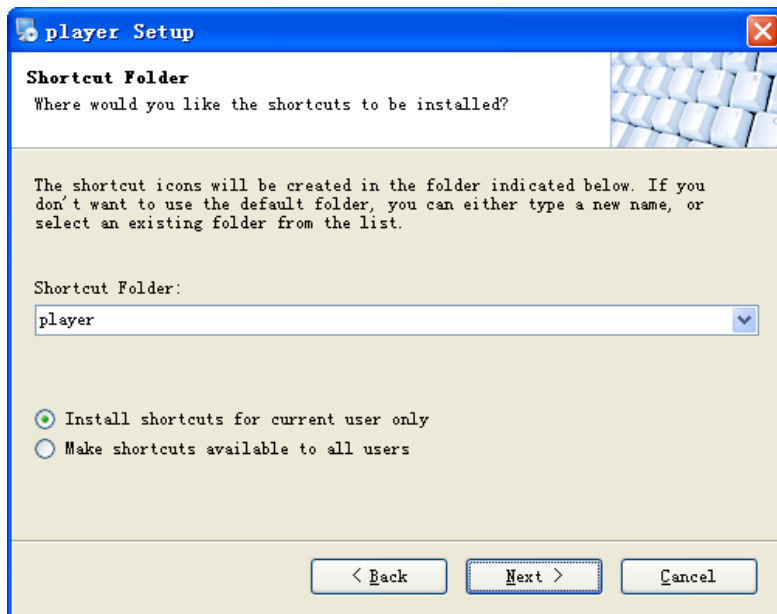 player Setup
Shortcut Folder
Where would you like the shortcuts to be installed?
The shortcut icons will be created in the folder indicated below. If you
don't want to use the default folder, you can either type a new name, or
select an existing folder from the list.
Shortcut Folder:
player
Install shortcuts for current user only
Make shortcuts available to all users
< Back
Next >
Cancel